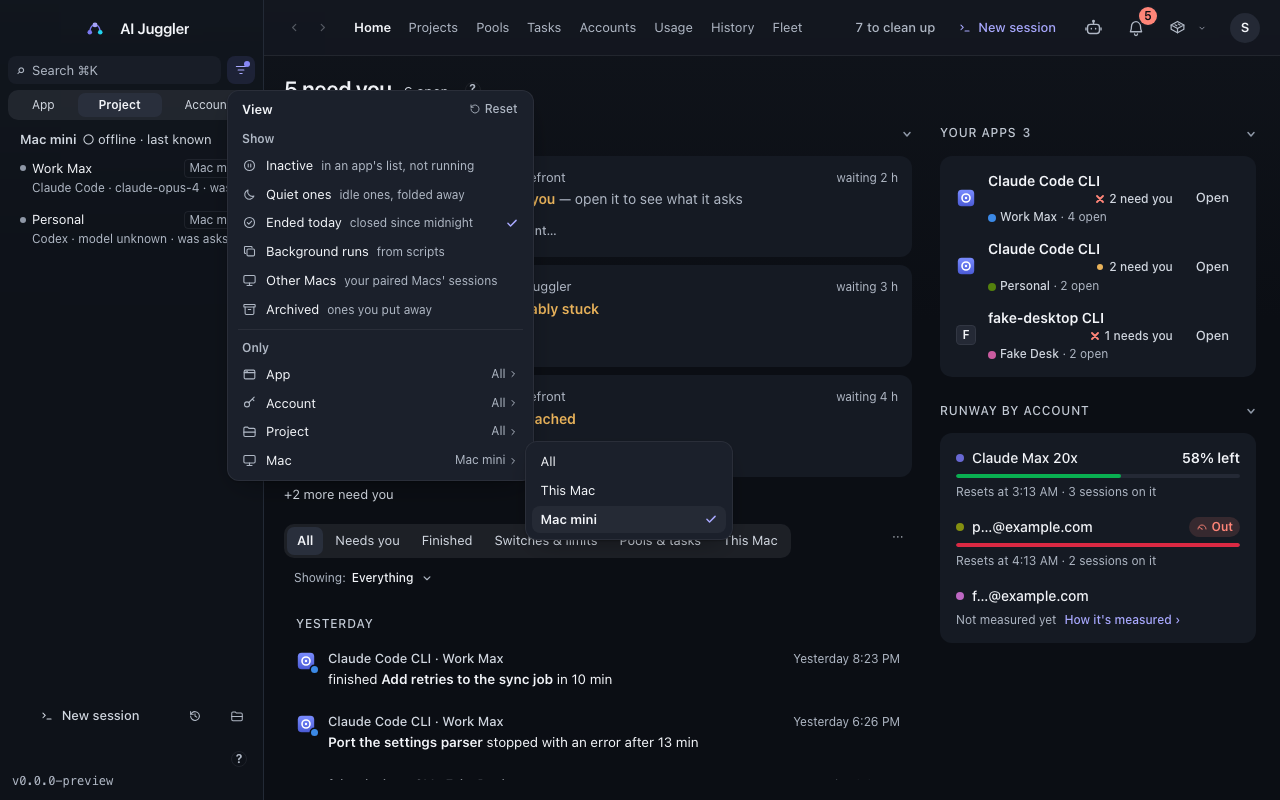 AI Juggler
Search ⌘K
App Project Accoun
Mac mini offline · last known
Work Max Mac m
Claude Code · claude-opus-4 · was
Personal Mac m
Codex · model unknown · was asks
New session
?
v0.0.0-preview
Home Projects Pools Tasks Accounts Usage History Fleet
7 to clean up
New session
5
S
5 need you
?
View
Reset
Show
Inactive in an app's list, not running
Quiet ones idle ones, folded away
Ended today closed since midnight
Background runs from scripts
Other Macs your paired Macs' sessions
Archived ones you put away
Only
App All ›
Account All ›
Project All ›
Mac Mac mini ›
All
This Mac
Mac mini
efront waiting 2 h
you — open it to see what it asks
nt...
uggler waiting 3 h
ably stuck
efront waiting 4 h
ached
+2 more need you
All Needs you Finished Switches & limits Pools & tasks This Mac
...
Showing: Everything
YESTERDAY
Claude Code CLI · Work Max Yesterday 8:23 PM
finished Add retries to the sync job in 10 min
Claude Code CLI · Work Max Yesterday 6:26 PM
Port the settings parser stopped with an error after 13 min
YOUR APPS 3
Claude Code CLI
2 need you Open
Work Max · 4 open
Claude Code CLI
2 need you Open
Personal · 2 open
F
fake-desktop CLI
1 needs you Open
Fake Desk · 2 open
RUNWAY BY ACCOUNT
Claude Max 20x 58% left
Resets at 3:13 AM · 3 sessions on it
p...@example.com Out
Resets at 4:13 AM · 2 sessions on it
f...@example.com
Not measured yet How it's measured ›